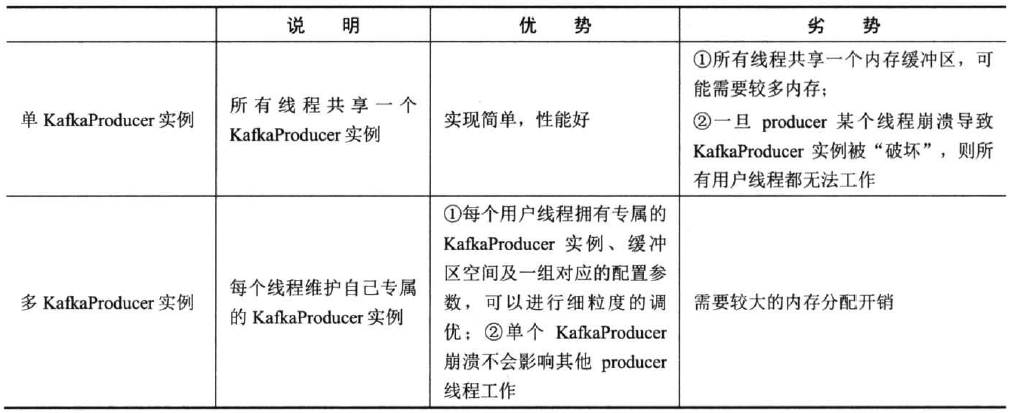 说 明
优 势
劣 势
单 KafkaProducer 实例
所有线程共享一个
KafkaProducer 实例
实现简单，性能好
①所有线程共享一个内存缓冲区，可
能需要较多内存；
②一旦 producer 某个线程崩溃导致
KafkaProducer 实例被“破坏”，则所
有用户线程都无法工作
多 KafkaProducer 实例
每个线程维护自己专属
的 KafkaProducer 实例
①每个用户线程拥有专属的
KafkaProducer 实例、缓冲
区空间及一组对应的配置参
数，可以进行细粒度的调
优；②单个 KafkaProducer
崩溃不会影响其他 producer
线程工作
需要较大的内存分配开销